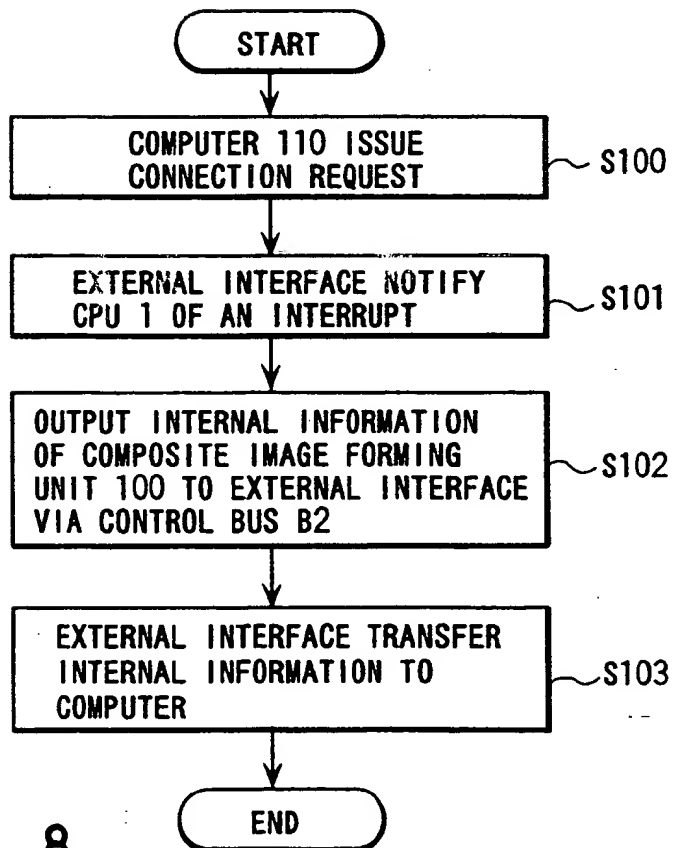 START
COMPUTER 110 ISSUE
CONNECTION REQUEST
S100
EXTERNAL INTERFACE NOTIFY
CPU 1 OF AN INTERRUPT
S101
OUTPUT INTERNAL INFORMATION
OF COMPOSITE IMAGE FORMING
UNIT 100 TO EXTERNAL INTERFACE
VIA CONTROL BUS B2
S102
EXTERNAL INTERFACE TRANSFER
INTERNAL INFORMATION TO
COMPUTER
S103
END